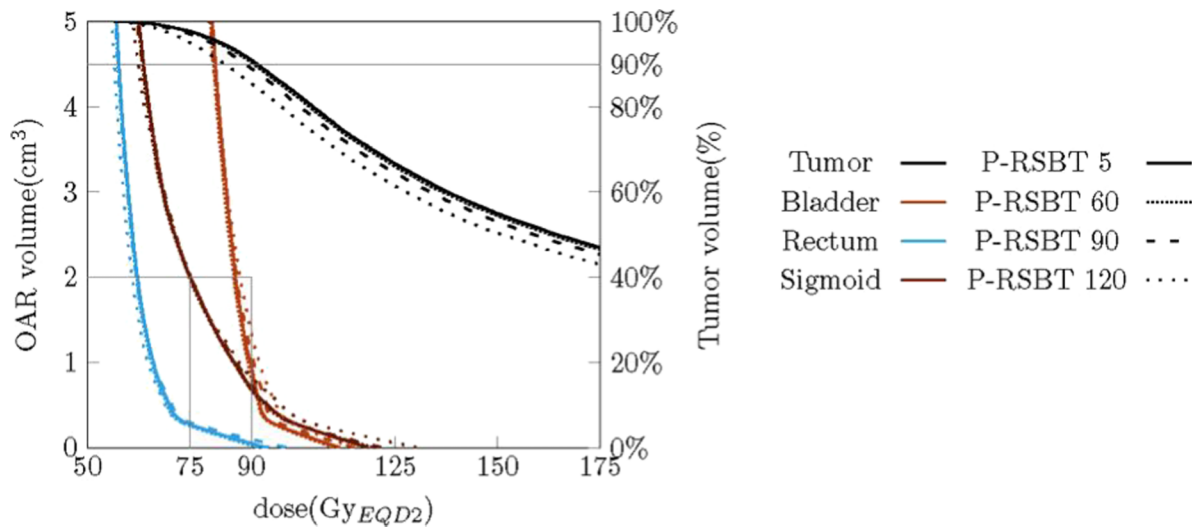 5 100%
90%
4 80%
3 60%
2 40%
1 20%
0 0%
50 75 90 125 150 175
OAR volume(cm³)
Tumor volume(%)
dose(Gy_EQD2)
Tumor P-RSBT 5
Bladder P-RSBT 60
Rectum P-RSBT 90
Sigmoid P-RSBT 120